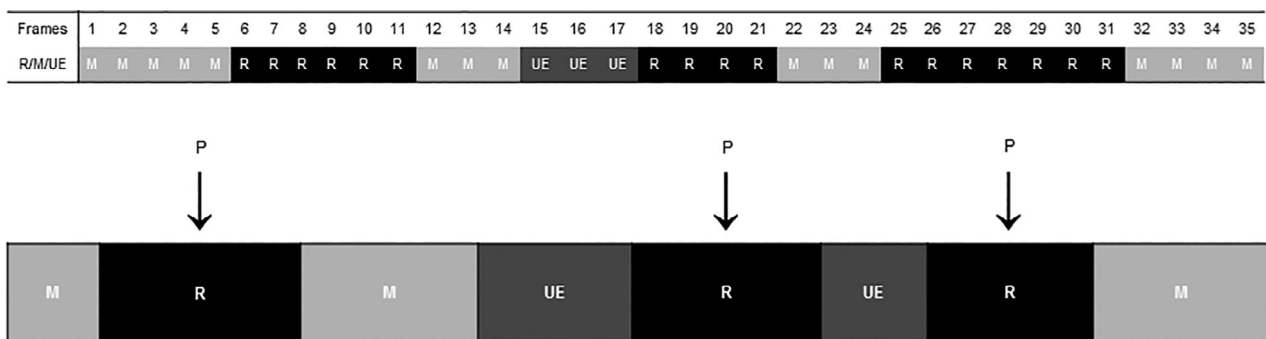 Frames 1 2 3 4 5 6 7 8 9 10 11 12 13 14 15 16 17 18 19 20 21 22 23 24 25 26 27 28 29 30 31 32 33 34 35
R/M/UE M M M M M R R R R R R M M M UE UE UE R R R R M M M R R R R R R R M M M M
P P P
M R M UE R UE R M